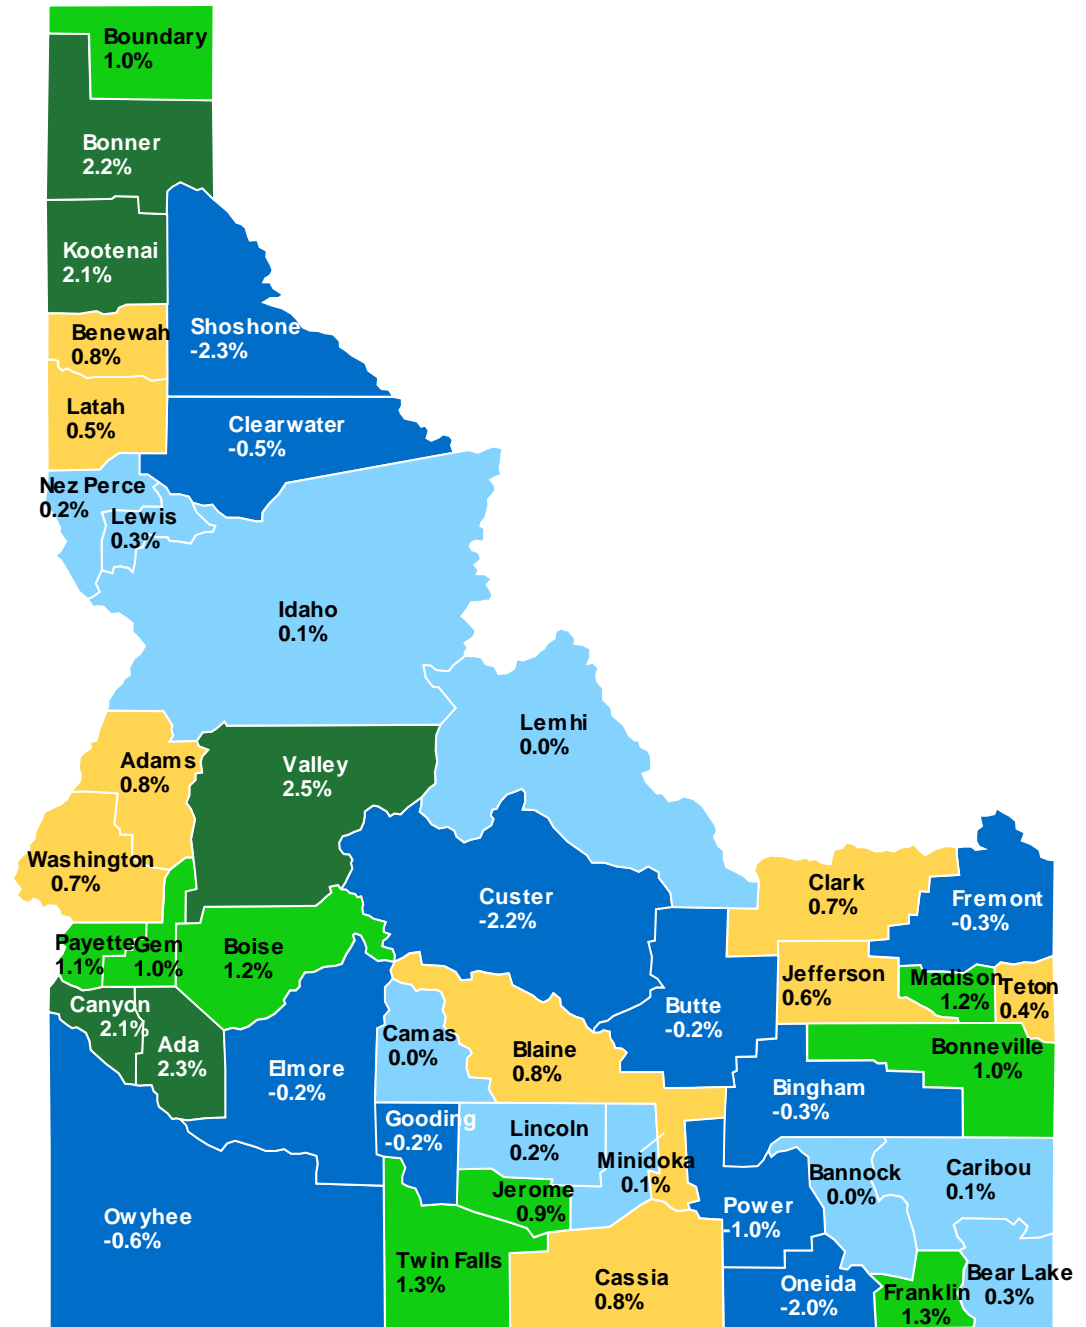 Boundary
1.0%
Bonner
2.2%
Kootenai
2.1%
Benewah
0.8%
Shoshone
-2.3%
Latah
0.5%
Clearwater
-0.5%
Nez Perce
0.2%
Lewis
0.3%
Idaho
0.1%
Lemhi
0.0%
Adams
0.8%
Valley
2.5%
Washington
0.7%
Custer
-2.2%
Clark
0.7%
Fremont
-0.3%
Payette
1.1%
Gem
1.0%
Boise
1.2%
Jefferson
0.6%
Madison
1.2%
Teton
0.4%
Canyon
2.1%
Ada
2.3%
Butte
-0.2%
Camas
0.0%
Blaine
0.8%
Bonneville
1.0%
Elmore
-0.2%
Bingham
-0.3%
Gooding
-0.2%
Lincoln
0.2%
Minidoka
0.1%
Bannock
0.0%
Caribou
0.1%
Jerome
0.9%
Power
-1.0%
Owyhee
-0.6%
Twin Falls
1.3%
Cassia
0.8%
Oneida
-2.0%
Franklin
1.3%
Bear Lake
0.3%